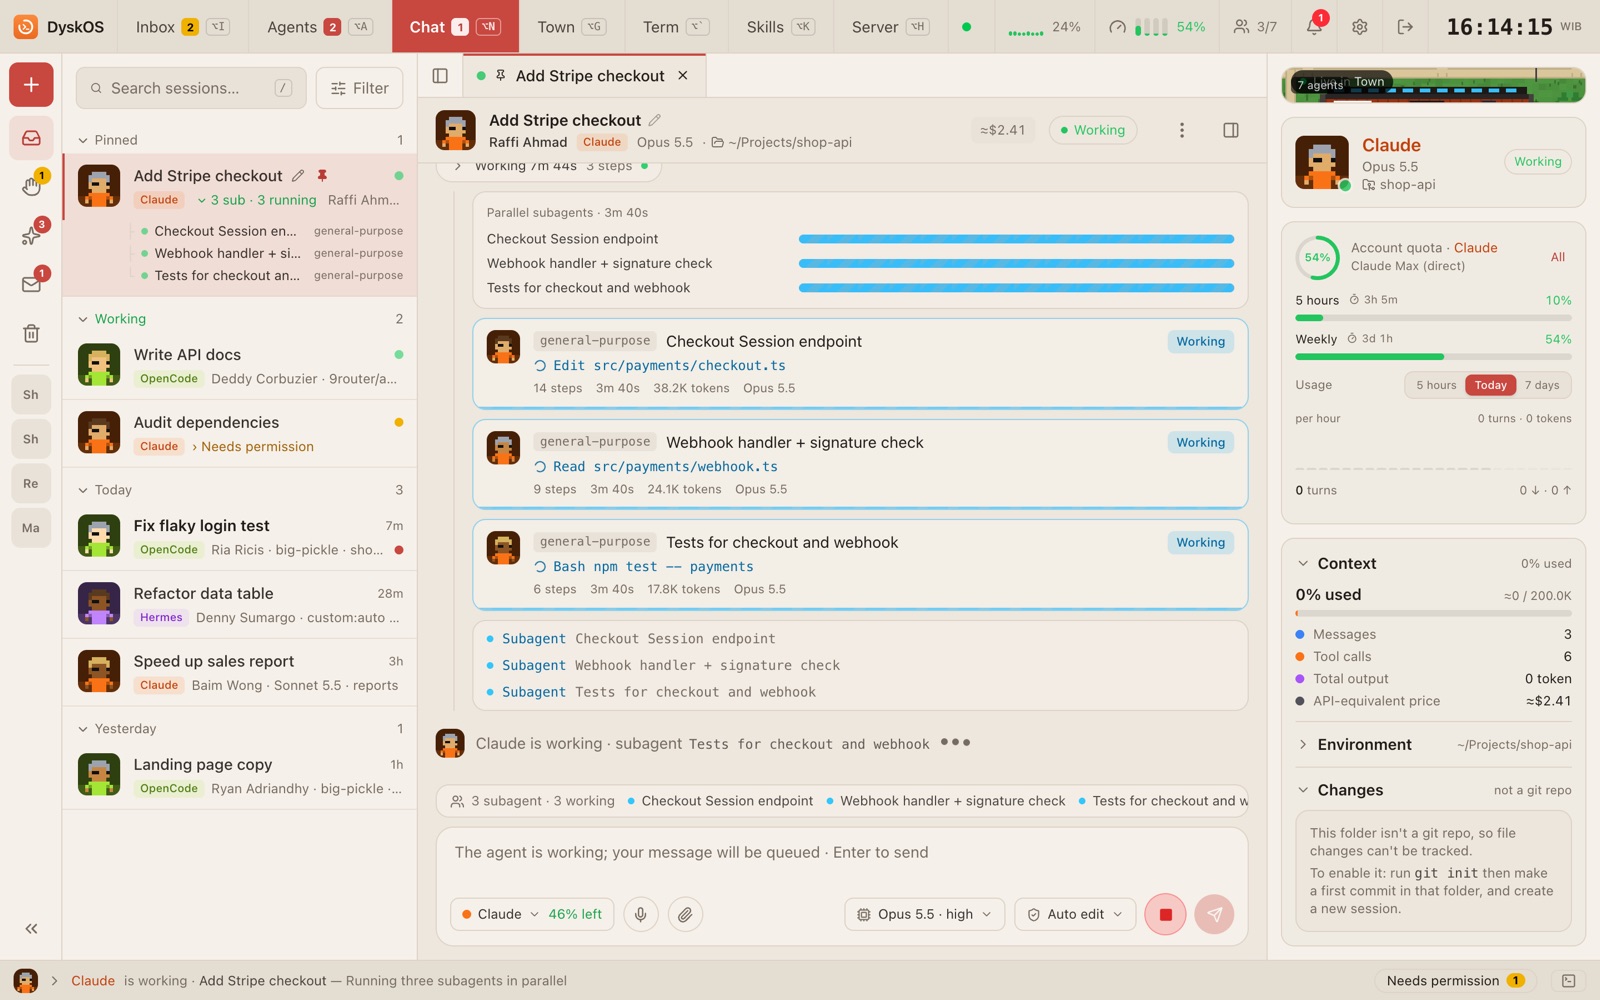 DyskOS
Inbox 2 ⌥I
Agents 2 ⌥A
Chat 1 ⌥N
Town ⌥G
Term ⌥`
Skills ⌥K
Server ⌥H
24%
54%
3/7
1
16:14:15 WIB
Search sessions... /
Filter
1
3
1
Sh
Sh
Re
Ma
Pinned 1
Add Stripe checkout
Claude 3 sub · 3 running Raffi Ahm...
Checkout Session en... general-purpose
Webhook handler + si... general-purpose
Tests for checkout an... general-purpose
Working 2
Write API docs
OpenCode Deddy Corbuzier · 9router/a...
Audit dependencies
Claude › Needs permission
Today 3
Fix flaky login test 7m
OpenCode Ria Ricis · big-pickle · sho...
Refactor data table 28m
Hermes Denny Sumargo · custom:auto ...
Speed up sales report 3h
Claude Baim Wong · Sonnet 5.5 · reports
Yesterday 1
Landing page copy 1h
OpenCode Ryan Adriandhy · big-pickle ·...
Add Stripe checkout ×
Add Stripe checkout
Raffi Ahmad Claude Opus 5.5 · ~/Projects/shop-api
≈$2.41
Working
Working 7m 44s 3 steps
Parallel subagents · 3m 40s
Checkout Session endpoint
Webhook handler + signature check
Tests for checkout and webhook
general-purpose Checkout Session endpoint Working
Edit src/payments/checkout.ts
14 steps 3m 40s 38.2K tokens Opus 5.5
general-purpose Webhook handler + signature check Working
Read src/payments/webhook.ts
9 steps 3m 40s 24.1K tokens Opus 5.5
general-purpose Tests for checkout and webhook Working
Bash npm test -- payments
6 steps 3m 40s 17.8K tokens Opus 5.5
Subagent Checkout Session endpoint
Subagent Webhook handler + signature check
Subagent Tests for checkout and webhook
Claude is working · subagent Tests for checkout and webhook
3 subagent · 3 working Checkout Session endpoint Webhook handler + signature check Tests for checkout and w
The agent is working; your message will be queued · Enter to send
Claude 46% left
Opus 5.5 · high
Auto edit
7 agents Town
Claude
Opus 5.5
shop-api
Working
54%
Account quota · Claude
Claude Max (direct)
All
5 hours 3h 5m 10%
Weekly 3d 1h 54%
Usage 5 hours Today 7 days
per hour 0 turns · 0 tokens
0 turns 0 ↓ · 0 ↑
Context 0% used
0% used ≈0 / 200.0K
Messages 3
Tool calls 6
Total output 0 token
API-equivalent price ≈$2.41
Environment ~/Projects/shop-api
Changes not a git repo
This folder isn't a git repo, so file
changes can't be tracked.
To enable it: run git init then make
a first commit in that folder, and create
a new session.
Claude is working · Add Stripe checkout — Running three subagents in parallel
Needs permission 1